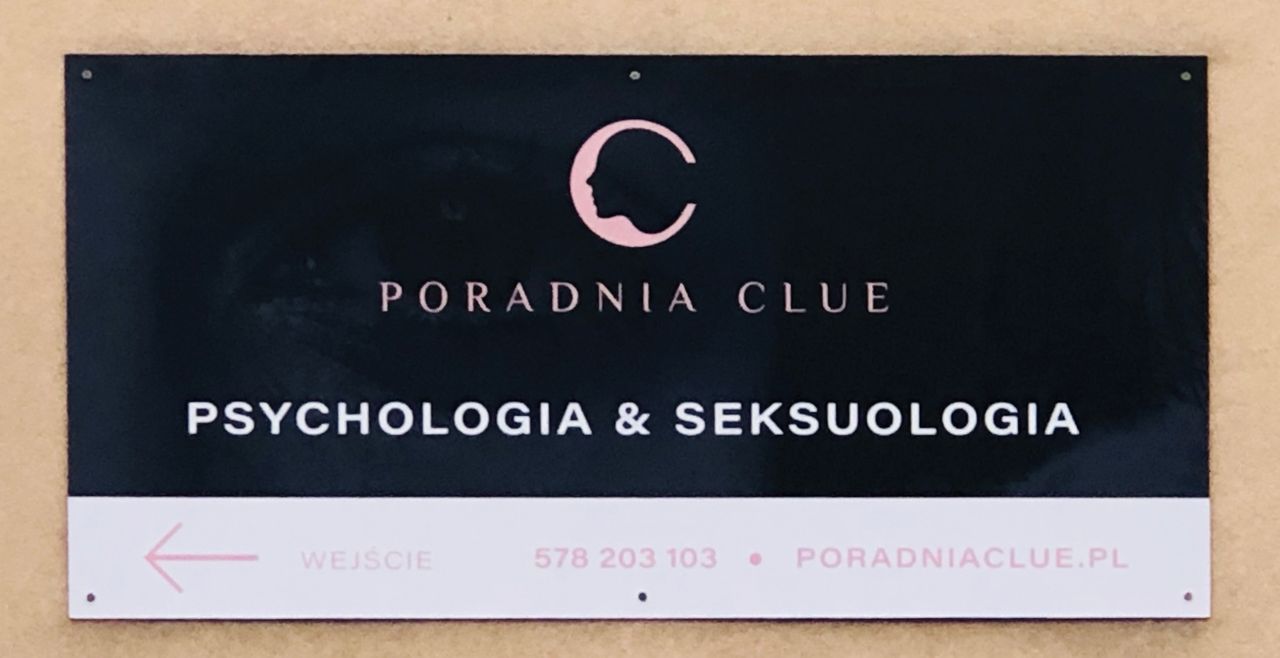 PORADNIA CLUE
PSYCHOLOGIA & SEKSUOLOGIA
WEJŚCIE 578 203 103 • PORADNIACLUE.PL